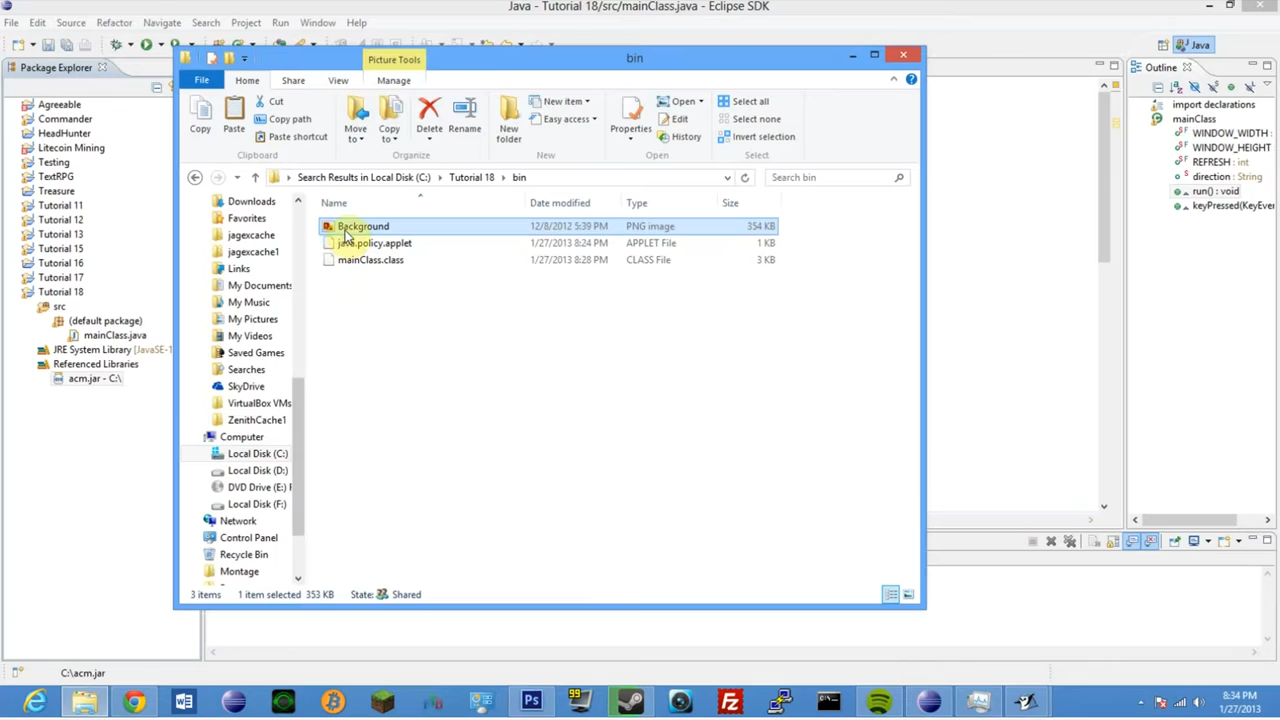 Java - Tutorial 18/src/mainClass.java - Eclipse SDK
File Edit Source Refactor Navigate Search Project Run Window Help
Java
Package Explorer
Agreeable
Commander
HeadHunter
Litecoin Mining
Testing
TextRPG
Treasure
Tutorial 11
Tutorial 12
Tutorial 13
Tutorial 15
Tutorial 16
Tutorial 17
Tutorial 18
src
(default package)
mainClass.java
JRE System Library [JavaSE-1
Referenced Libraries
acm.jar - C:\
Picture Tools
bin
File Home Share View Manage
Copy
Paste
Cut
Copy path
Paste shortcut
Clipboard
Move to
Copy to
Delete
Rename
Organize
New folder
New item
Easy access
New
Properties
Open
Edit
History
Open
Select all
Select none
Invert selection
Select
Search Results in Local Disk (C:) Tutorial 18 bin
Search bin
Downloads
Favorites
jagexcache
jagexcache1
Links
My Documents
My Music
My Pictures
My Videos
Saved Games
Searches
SkyDrive
VirtualBox VMs
ZenithCache1
Computer
Local Disk (C:)
Local Disk (D:)
DVD Drive (E:)
Local Disk (F:)
Network
Control Panel
Recycle Bin
Montage
Name Date modified Type Size
Background 12/8/2012 5:39 PM PNG image 354 KB
java.policy.applet 1/27/2013 8:24 PM APPLET File 1 KB
mainClass.class 1/27/2013 8:28 PM CLASS File 3 KB
3 items 1 item selected 353 KB State: Shared
Outline
import declarations
mainClass
WINDOW_WIDTH :
WINDOW_HEIGHT
REFRESH : int
direction : String
run() : void
keyPressed(KeyEve
C:\acm.jar
Ps
99
8:34 PM
1/27/2013